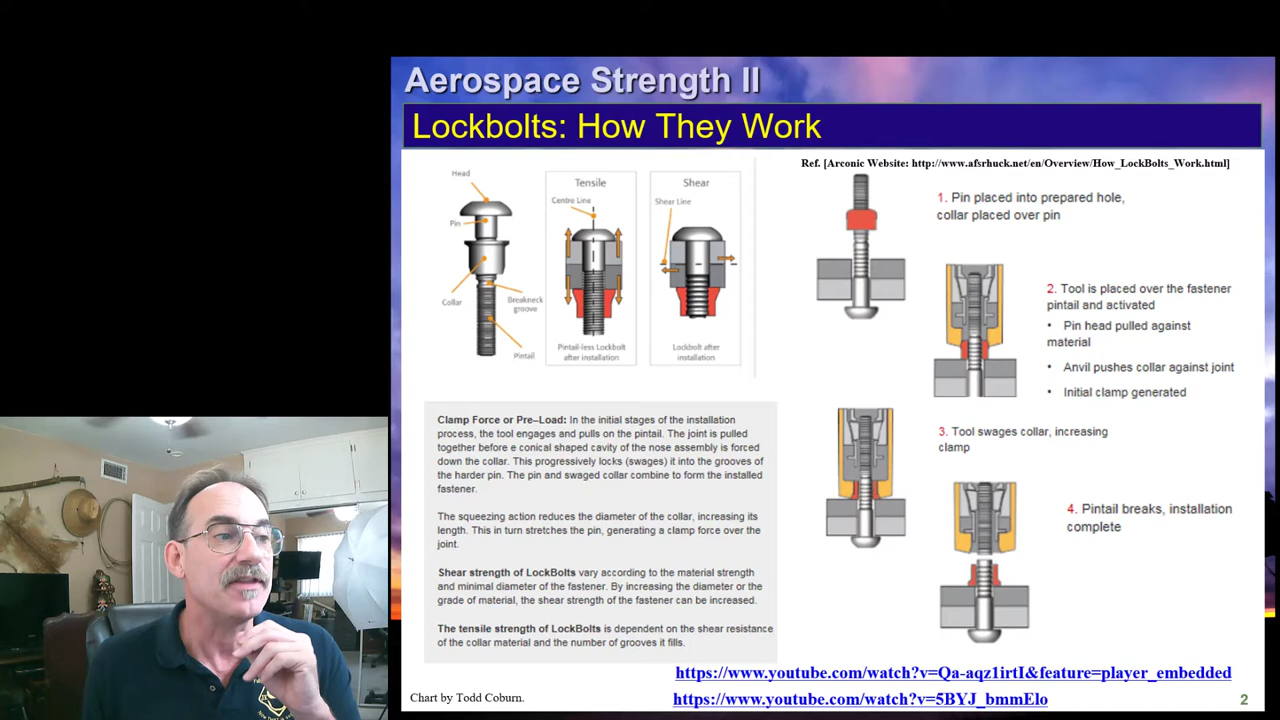 Aerospace Strength II
Lockbolts: How They Work
Ref. [Arconic Website: http://www.afsrhuck.net/en/Overview/How_LockBolts_Work.html]
Head
Pin
Collar
Breakneck
groove
Pintail
Tensile
Centre Line
Pintail-less Lockbolt
after installation
Shear
Shear Line
Lockbolt after
installation
1. Pin placed into prepared hole,
collar placed over pin
2. Tool is placed over the fastener
pintail and activated
• Pin head pulled against
material
• Anvil pushes collar against joint
• Initial clamp generated
3. Tool swages collar, increasing
clamp
4. Pintail breaks, installation
complete
Clamp Force or Pre–Load: In the initial stages of the installation
process, the tool engages and pulls on the pintail. The joint is pulled
together before e conical shaped cavity of the nose assembly is forced
down the collar. This progressively locks (swages) it into the grooves of
the harder pin. The pin and swaged collar combine to form the installed
fastener.
The squeezing action reduces the diameter of the collar, increasing its
length. This in turn stretches the pin, generating a clamp force over the
joint.
Shear strength of LockBolts vary according to the material strength
and minimal diameter of the fastener. By increasing the diameter or the
grade of material, the shear strength of the fastener can be increased.
The tensile strength of LockBolts is dependent on the shear resistance
of the collar material and the number of grooves it fills.
https://www.youtube.com/watch?v=Qa-aqz1irtI&feature=player_embedded
https://www.youtube.com/watch?v=5BYJ_bmmElo
Chart by Todd Coburn.
2